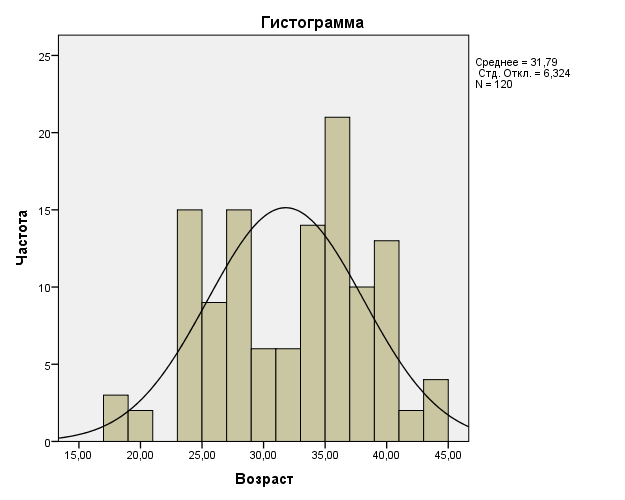 Гистограмма
Среднее = 31,79
Стд. Откл. = 6,324
N = 120
Частота
25
20
15
10
5
0
15,00 20,00 25,00 30,00 35,00 40,00 45,00
Возраст